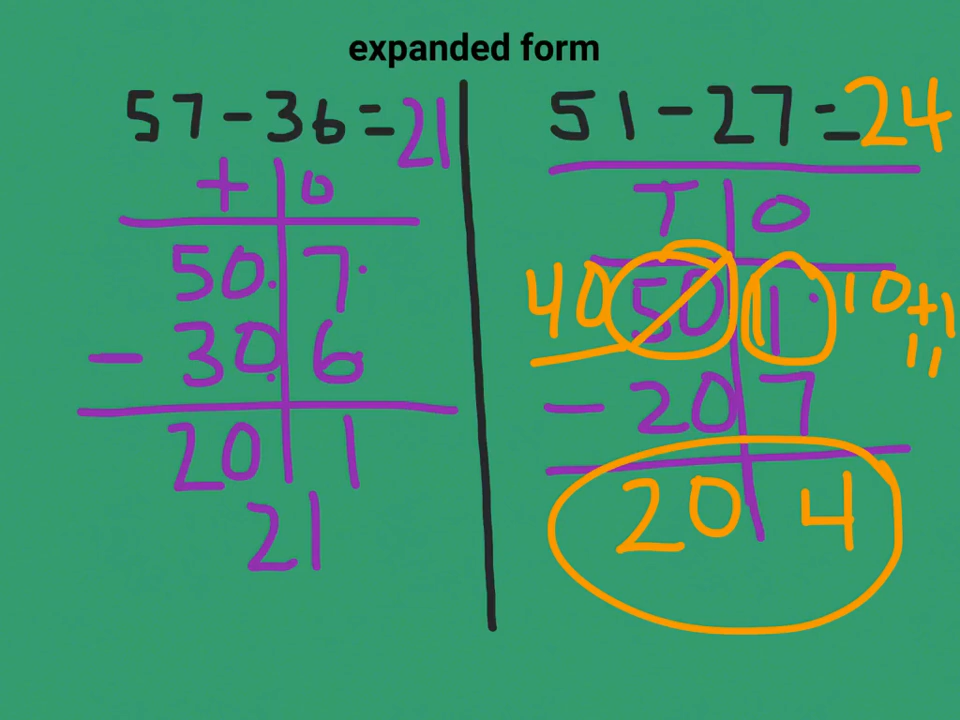 expanded form
57-36=21
+ 0
50. 7.
- 30. 6
20 1
21
51-27=24
T O
40 50 1 10+1
11
- 20 7
20 4